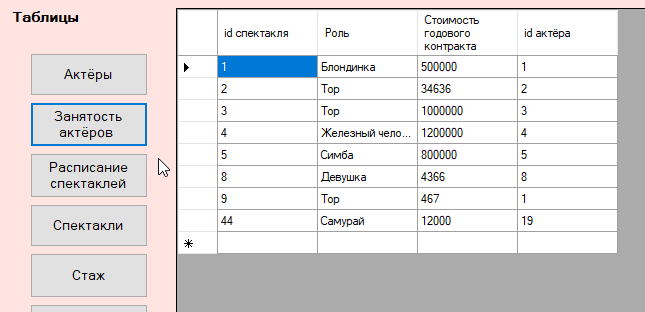 Таблицы
Актёры
Занятость
актёров
Расписание
спектаклей
Спектакли
Стаж
id спектакля Роль Стоимость годового контракта id актёра
1 Блондинка 500000 1
2 Тор 34636 2
3 Тор 1000000 3
4 Железный чело... 1200000 4
5 Симба 800000 5
8 Девушка 4366 8
9 Тор 467 1
44 Самурай 12000 19